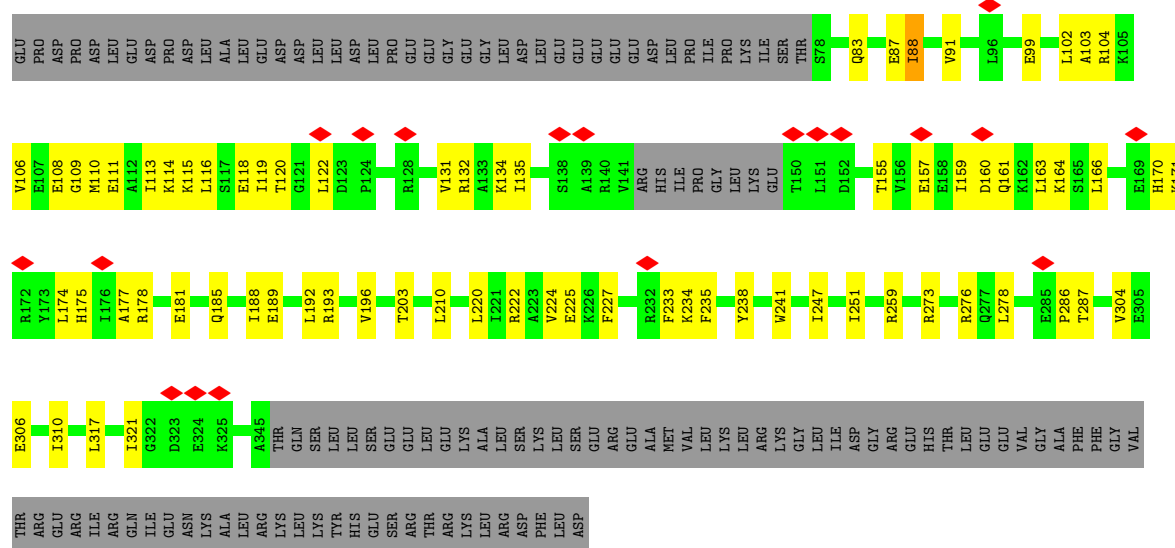 GLU PRO ASP PRO ASP LEU GLU ASP PRO ASP LEU ALA LEU GLU ASP ASP LEU LEU ASP LEU PRO GLU GLU GLY GLU GLY LEU ASP LEU GLU GLU GLU GLU GLU ASP LEU PRO ILE PRO LYS ILE SER THR S78 Q83 E87 I88 V91 L96 E99 L102 A103 R104 K105
V106 E107 E108 G109 M110 E111 A112 I113 K114 K115 L116 S117 E118 I119 T120 G121 L122 D123 P124 R128 V131 R132 A133 K134 I135 S138 A139 R140 V141 ARG HIS ILE PRO GLY LEU LYS GLU T150 L151 D152 T155 V156 E157 E158 I159 D160 Q161 K162 L163 K164 S165 L166 E169 H170 K171
R172 Y173 L174 H175 I176 A177 R178 E181 Q185 I188 E189 L192 R193 V196 T203 L210 L220 I221 R222 A223 V224 E225 K226 F227 R232 F233 K234 F235 Y238 W241 I247 I251 R259 R273 R276 Q277 L278 E285 P286 T287 V304 E305
E306 I310 L317 I321 G322 D323 E324 K325 A345 THR GLN SER LEU LEU SER GLU GLU LEU GLU LYS ALA LEU SER LYS LEU SER GLU ARG GLU ALA MET VAL LEU LYS LEU ARG LYS GLY LEU ILE ASP GLY ARG GLU HIS THR LEU GLU GLU VAL GLY ALA PHE PHE GLY VAL
THR ARG GLU ARG ILE ARG GLN ILE GLU ASN LYS ALA LEU ARG LYS LEU LYS TYR HIS GLU SER ARG THR ARG LYS LEU ARG ASP PHE LEU ASP